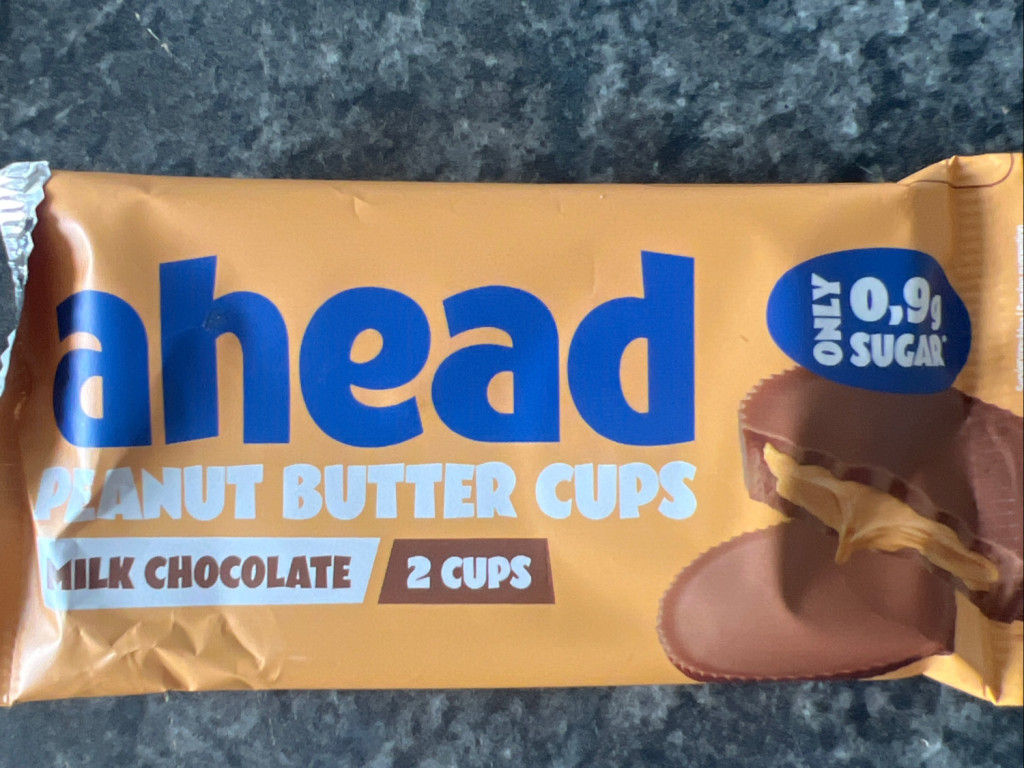 ahead
PEANUT BUTTER CUPS
MILK CHOCOLATE
2 CUPS
ONLY
0,9g
SUGAR*